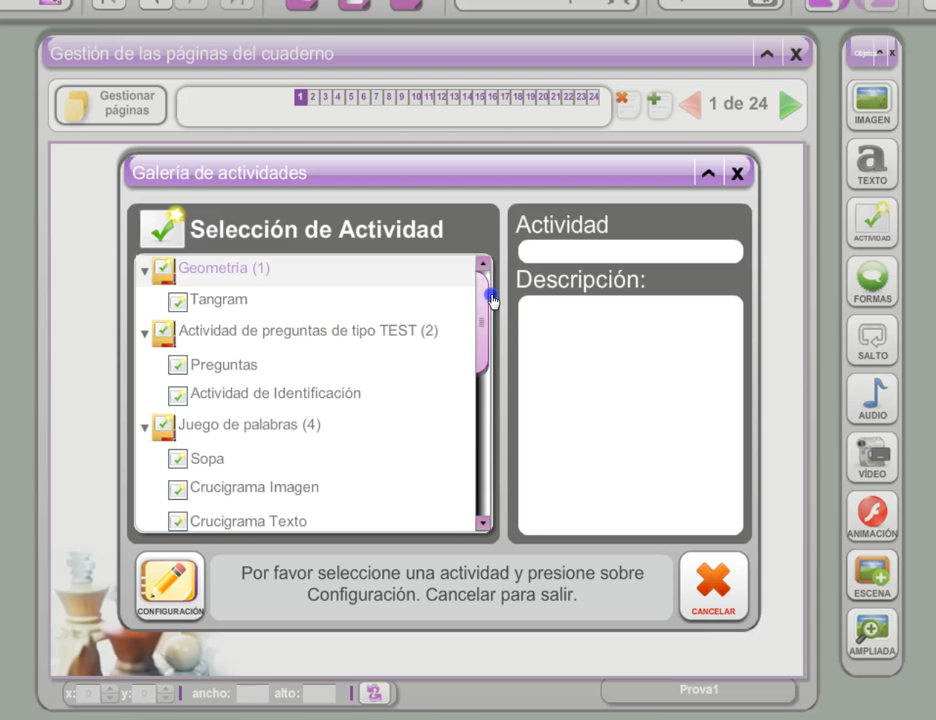 Gestión de las páginas del cuaderno
X
Gestionar
páginas
1 2 3 4 5 6 7 8 9 10 11 12 13 14 15 16 17 18 19 20 21 22 23 24
1 de 24
Galería de actividades
X
Selección de Actividad
Geometria (1)
Tangram
Actividad de preguntas de tipo TEST (2)
Preguntas
Actividad de Identificación
Juego de palabras (4)
Sopa
Crucigrama Imagen
Crucigrama Texto
Actividad
Descripción:
CONFIGURACIÓN
Por favor seleccione una actividad y presione sobre
Configuración. Cancelar para salir.
CANCELAR
x: 0 y: 0 ancho: alto:
Prova1
x
IMAGEN
a
TEXTO
ACTIVIDAD
FORMAS
SALTO
AUDIO
VÍDEO
ANIMACIÓN
ESCENA
AMPLIADA